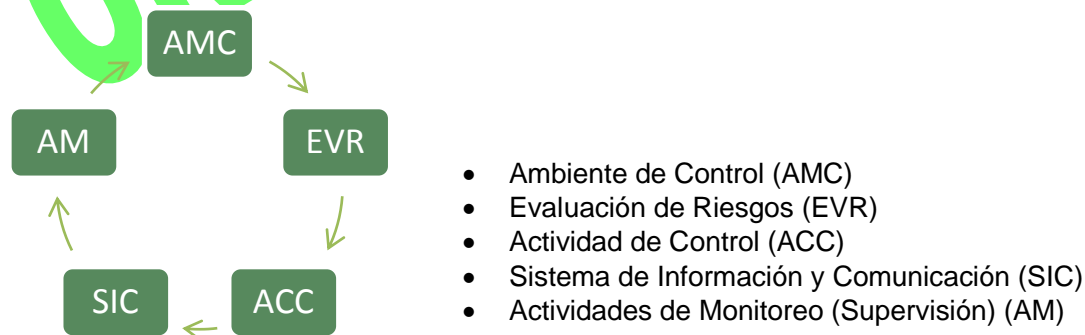 AMC
AM
EVR
SIC
ACC
• Ambiente de Control (AMC)
• Evaluación de Riesgos (EVR)
• Actividad de Control (ACC)
• Sistema de Información y Comunicación (SIC)
• Actividades de Monitoreo (Supervisión) (AM)